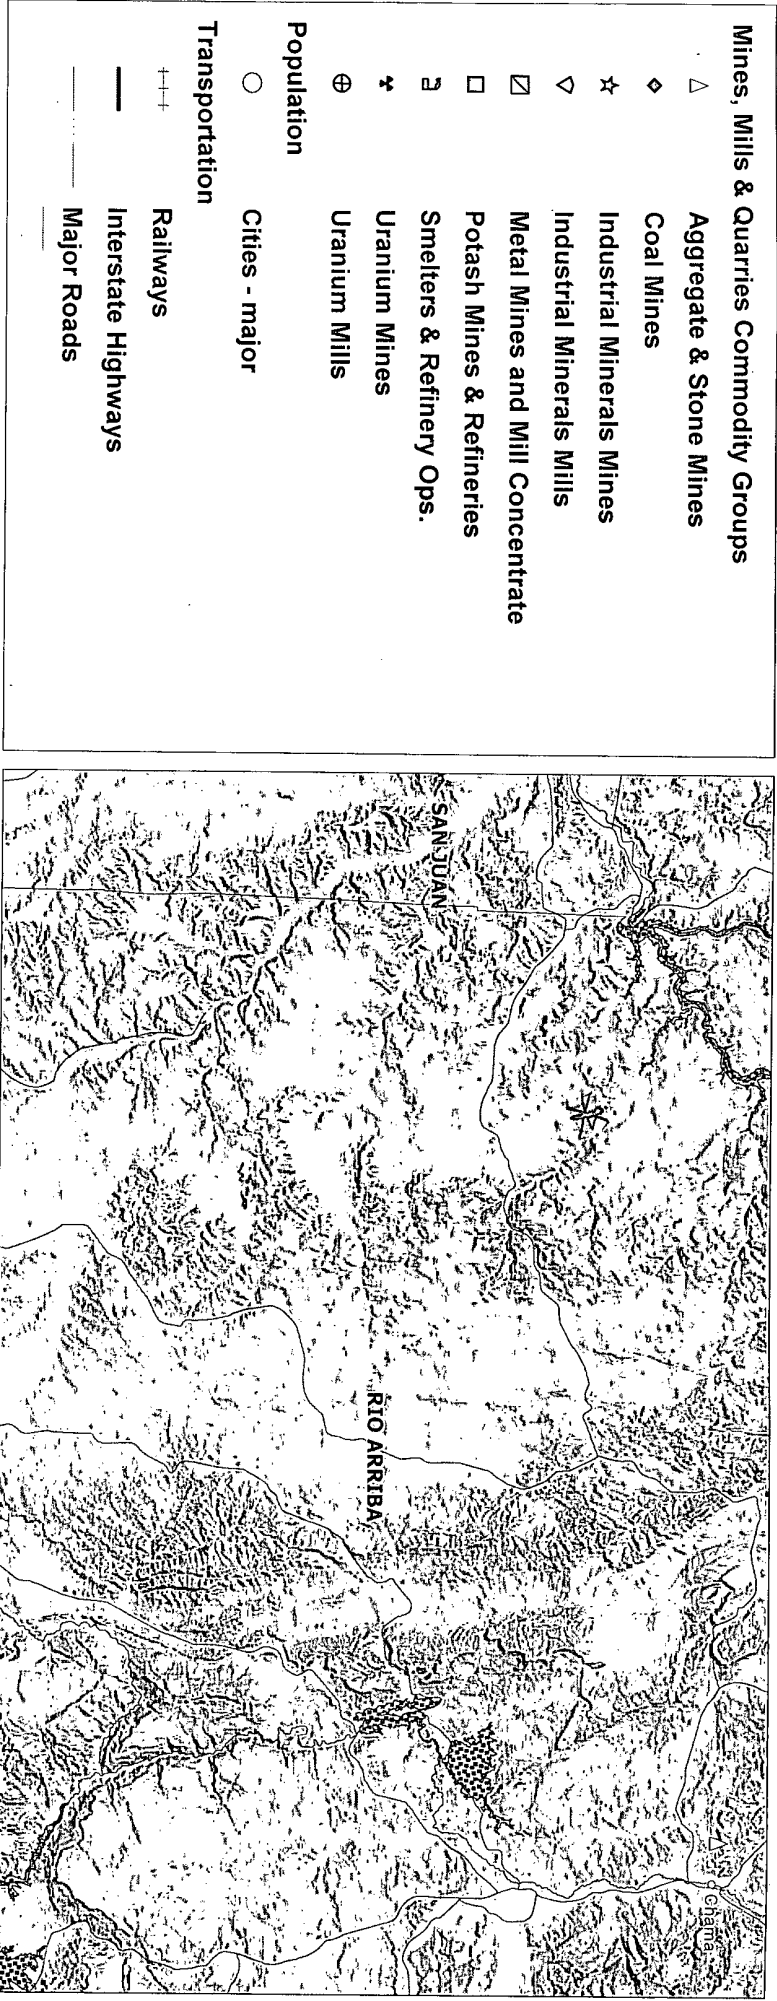 Mines, Mills & Quarries Commodity Groups
Aggregate & Stone Mines
Coal Mines
Industrial Minerals Mines
Industrial Minerals Mills
Metal Mines and Mill Concentrate
Potash Mines & Refineries
Smelters & Refinery Ops.
Uranium Mines
Uranium Mills
Population
Cities - major
Transportation
Railways
Interstate Highways
Major Roads
SAN JUAN
RIO ARRIBA
Chama